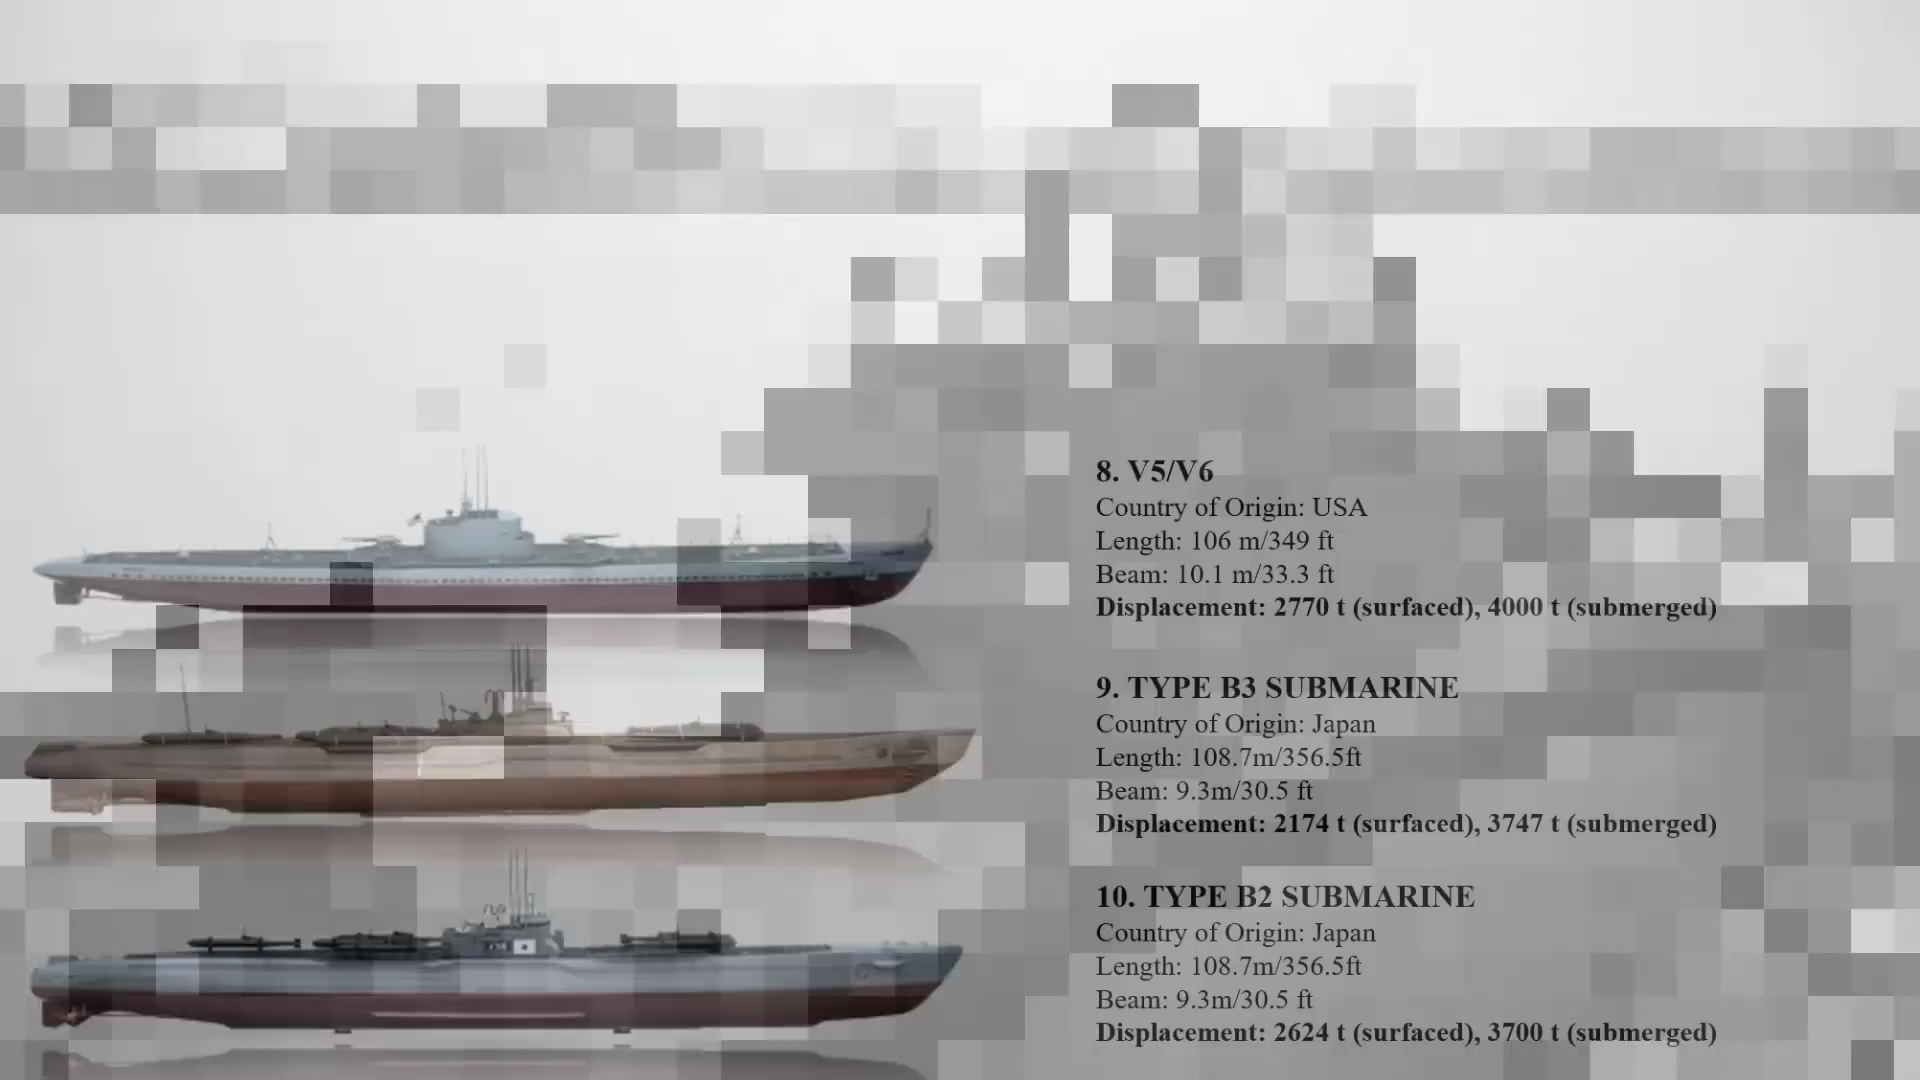 8. V5/V6
Country of Origin: USA
Length: 106 m/349 ft
Beam: 10.1 m/33.3 ft
Displacement: 2770 t (surfaced), 4000 t (submerged)
9. TYPE B3 SUBMARINE
Country of Origin: Japan
Length: 108.7m/356.5ft
Beam: 9.3m/30.5 ft
Displacement: 2174 t (surfaced), 3747 t (submerged)
10. TYPE B2 SUBMARINE
Country of Origin: Japan
Length: 108.7m/356.5ft
Beam: 9.3m/30.5 ft
Displacement: 2624 t (surfaced), 3700 t (submerged)